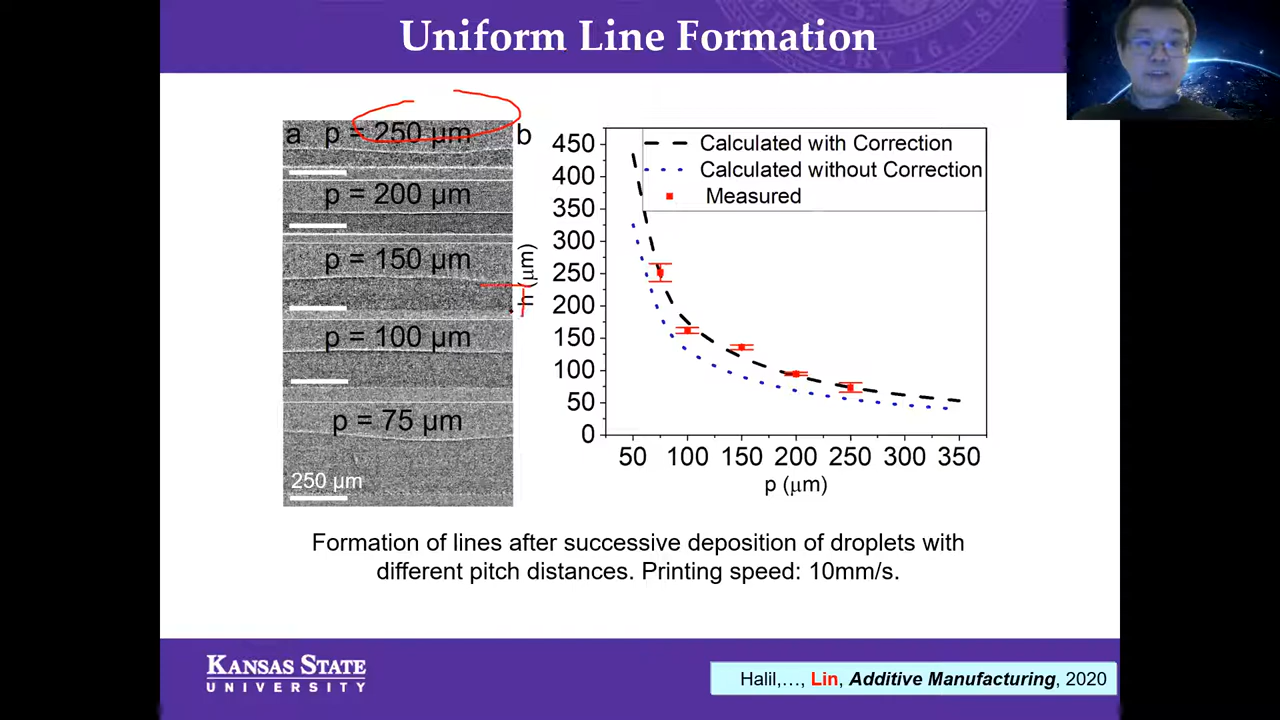 Uniform Line Formation
a p = 250 μm
p = 200 μm
p = 150 μm
p = 100 μm
p = 75 μm
250 μm
b
450
400
350
300
250
200
150
100
50
0
h (μm)
Calculated with Correction
Calculated without Correction
Measured
50 100 150 200 250 300 350
p (μm)
Formation of lines after successive deposition of droplets with
different pitch distances. Printing speed: 10mm/s.
KANSAS STATE
UNIVERSITY
Halil,…, Lin, Additive Manufacturing, 2020